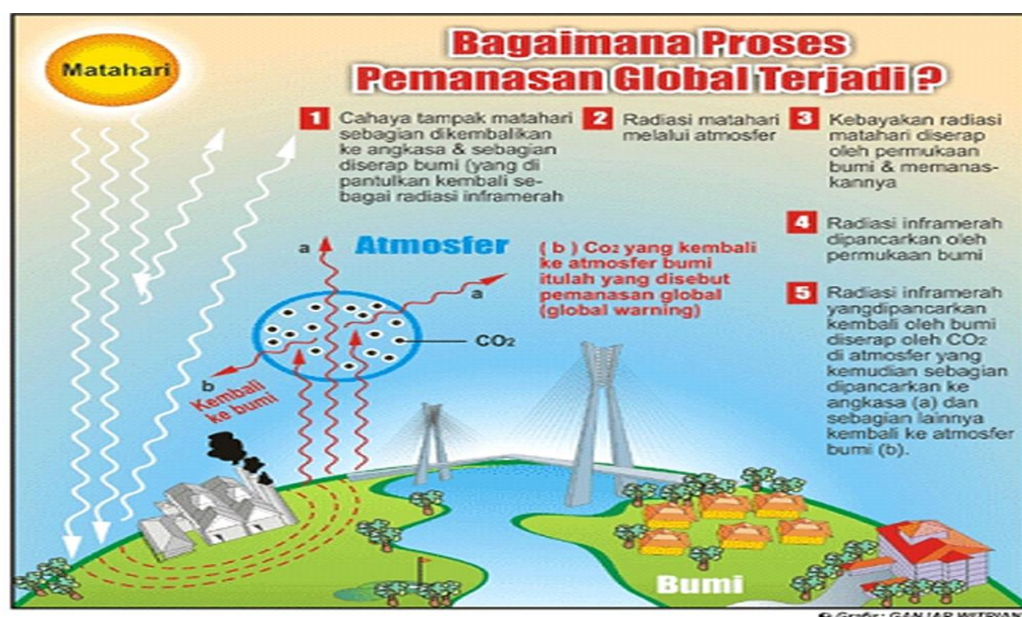 Bagaimana Proses
Pemanasan Global Terjadi ?
Matahari
1 Cahaya tampak matahari
sebagian dikembalikan
ke angkasa & sebagian
diserap bumi (yang di
pantulkan kembali se-
bagai radiasi inframerah
2 Radiasi matahari
melalui atmosfer
3 Kebayakan radiasi
matahari diserap
oleh permukaan
bumi & memanas-
kannya
4 Radiasi inframerah
dipancarkan oleh
permukaan bumi
5 Radiasi inframerah
yangdipancarkan
kembali oleh bumi
diserap oleh CO2
di atmosfer yang
kemudian sebagian
dipancarkan ke
angkasa (a) dan
sebagian lainnya
kembali ke atmosfer
bumi (b).
a
Atmosfer
( b ) Co2 yang kembali
ke atmosfer bumi
itulah yang disebut
pemanasan global
(global warning)
a
CO2
b
Kembali
ke bumi
Bumi
Grafis: GANJAR WITRIAN